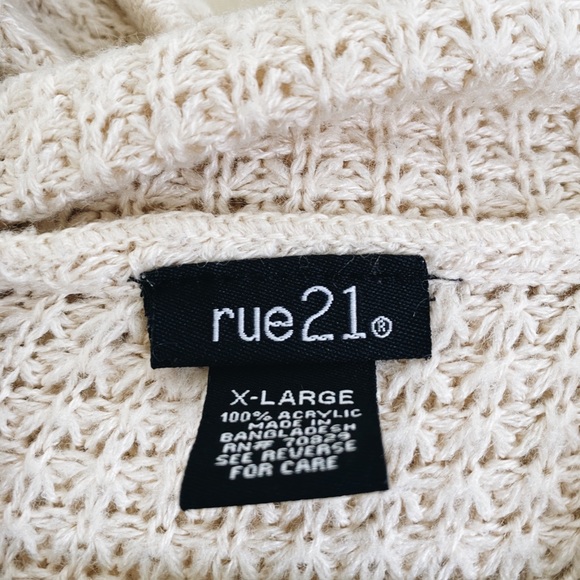 rue21®
X-LARGE
100% ACRYLIC
MADE IN
BANGLADESH
RN# 70829
SEE REVERSE
FOR CARE